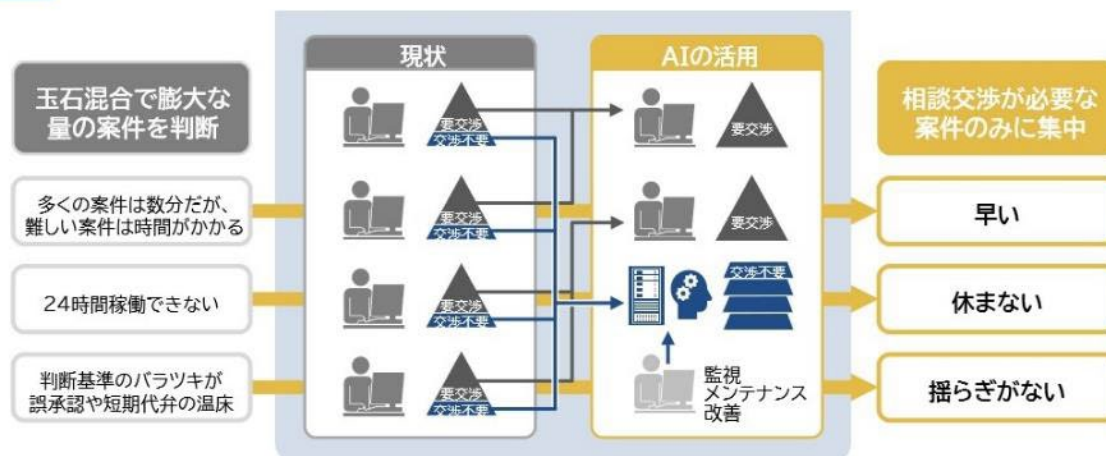 玉石混合で膨大な
量の案件を判断
多くの案件は数分だが、
難しい案件は時間がかかる
24時間稼働できない
判断基準のバラツキが
誤承認や短期代弁の温床
現状
要交渉
交渉不要
要交渉
交渉不要
要交渉
交渉不要
要交渉
交渉不要
AIの活用
要交渉
要交渉
交渉不要
監視
メンテナンス
改善
相談交渉が必要な
案件のみに集中
早い
休まない
揺らぎがない